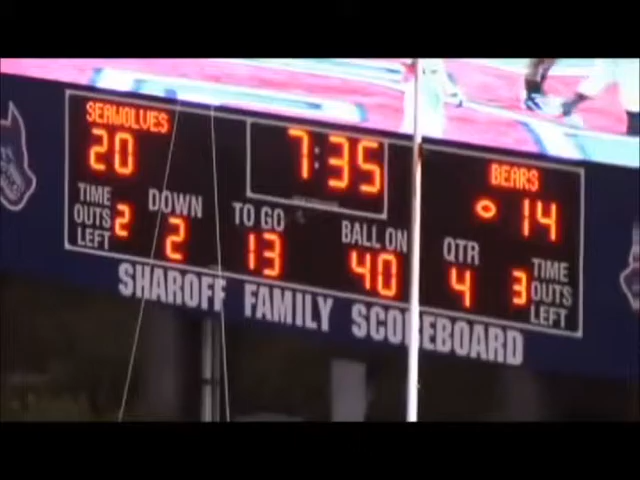 SEAWOLVES 7:35 BEARS
20 14
TIME OUTS LEFT 2
DOWN 2
TO GO 13
BALL ON 40
QTR 4
3 TIME OUTS LEFT
SHAROFF FAMILY SCOREBOARD